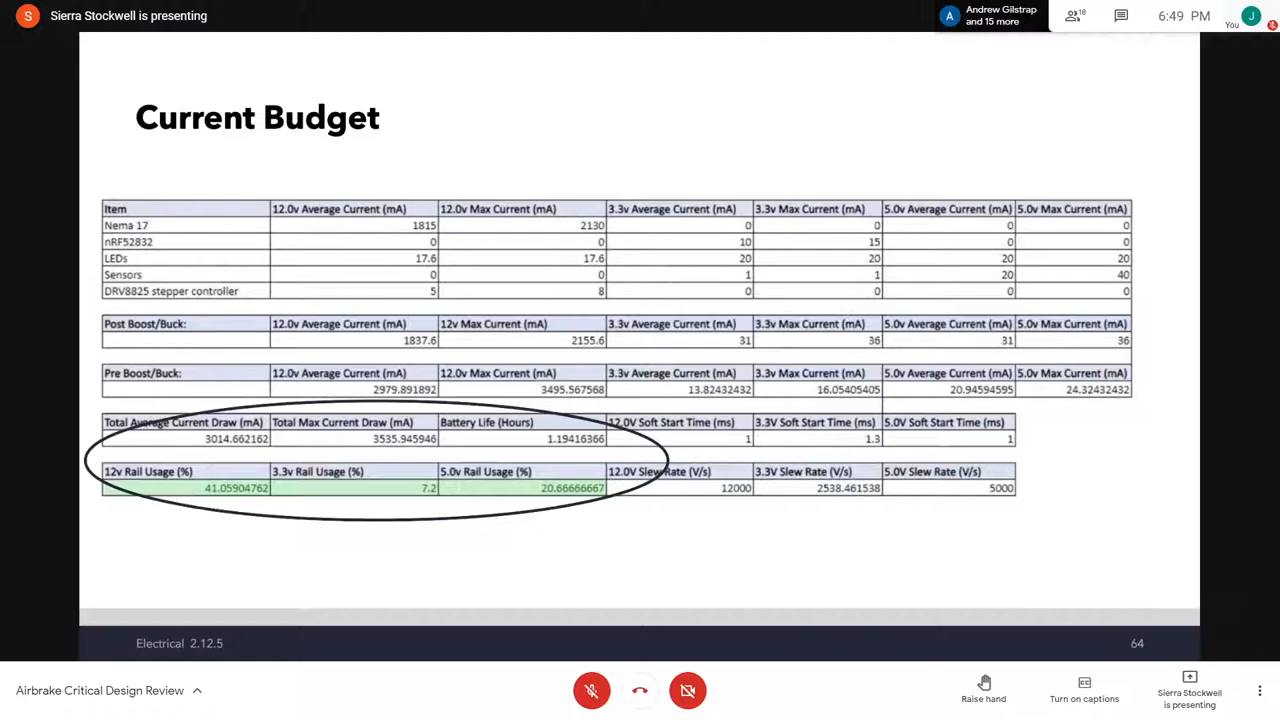 S Sierra Stockwell is presenting
A Andrew Gilstrap and 15 more
18
6:49 PM
J
You
Current Budget
Item 12.0v Average Current (mA) 12.0v Max Current (mA) 3.3v Average Current (mA) 3.3v Max Current (mA) 5.0v Average Current (mA) 5.0v Max Current (mA)
Nema 17 1815 2130 0 0 0 0
nRF52832 0 0 10 15 0 0
LEDs 17.6 17.6 20 20 20 20
Sensors 0 0 1 1 20 40
DRV8825 stepper controller 5 8 0 0 0 0
Post Boost/Buck: 12.0v Average Current (mA) 12v Max Current (mA) 3.3v Average Current (mA) 3.3v Max Current (mA) 5.0v Average Current (mA) 5.0v Max Current (mA)
1837.6 2155.6 31 36 31 36
Pre Boost/Buck: 12.0v Average Current (mA) 12.0v Max Current (mA) 3.3v Average Current (mA) 3.3v Max Current (mA) 5.0v Average Current (mA) 5.0v Max Current (mA)
2979.891892 3495.567568 13.82432432 16.05405405 20.94594595 24.32432432
Total Average Current Draw (mA) Total Max Current Draw (mA) Battery Life (Hours) 12.0V Soft Start Time (ms) 3.3V Soft Start Time (ms) 5.0V Soft Start Time (ms)
3014.662162 3535.945946 1.19416366 1 1.3 1
12v Rail Usage (%) 3.3v Rail Usage (%) 5.0v Rail Usage (%) 12.0V Slew Rate (V/s) 3.3V Slew Rate (V/s) 5.0V Slew Rate (V/s)
41.05904762 7.2 20.66666667 12000 2538.461538 5000
Electrical 2.12.5 64
Airbrake Critical Design Review
Raise hand
Turn on captions
Sierra Stockwell is presenting